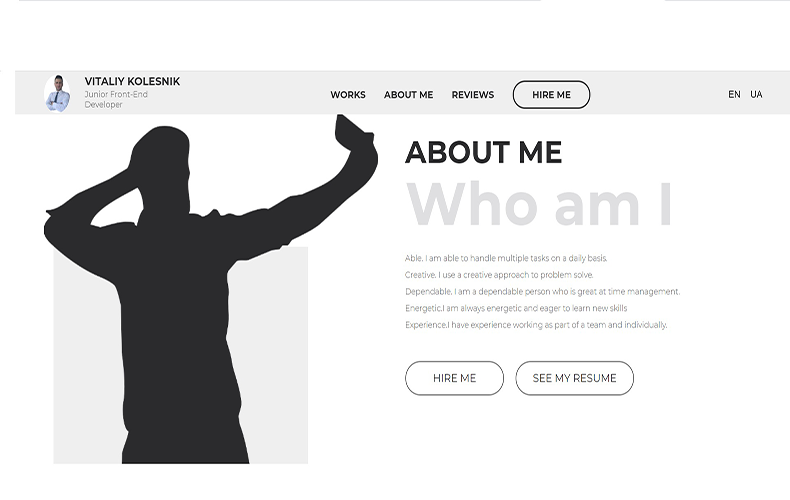 VITALIY KOLESNIK
Junior Front-End
Developer
WORKS ABOUT ME REVIEWS HIRE ME EN UA
ABOUT ME
Who am I
Able. I am able to handle multiple tasks on a daily basis.
Creative. I use a creative approach to problem solve.
Dependable. I am a dependable person who is great at time management.
Energetic.I am always energetic and eager to learn new skills
Experience.I have experience working as part of a team and individually.
HIRE ME SEE MY RESUME